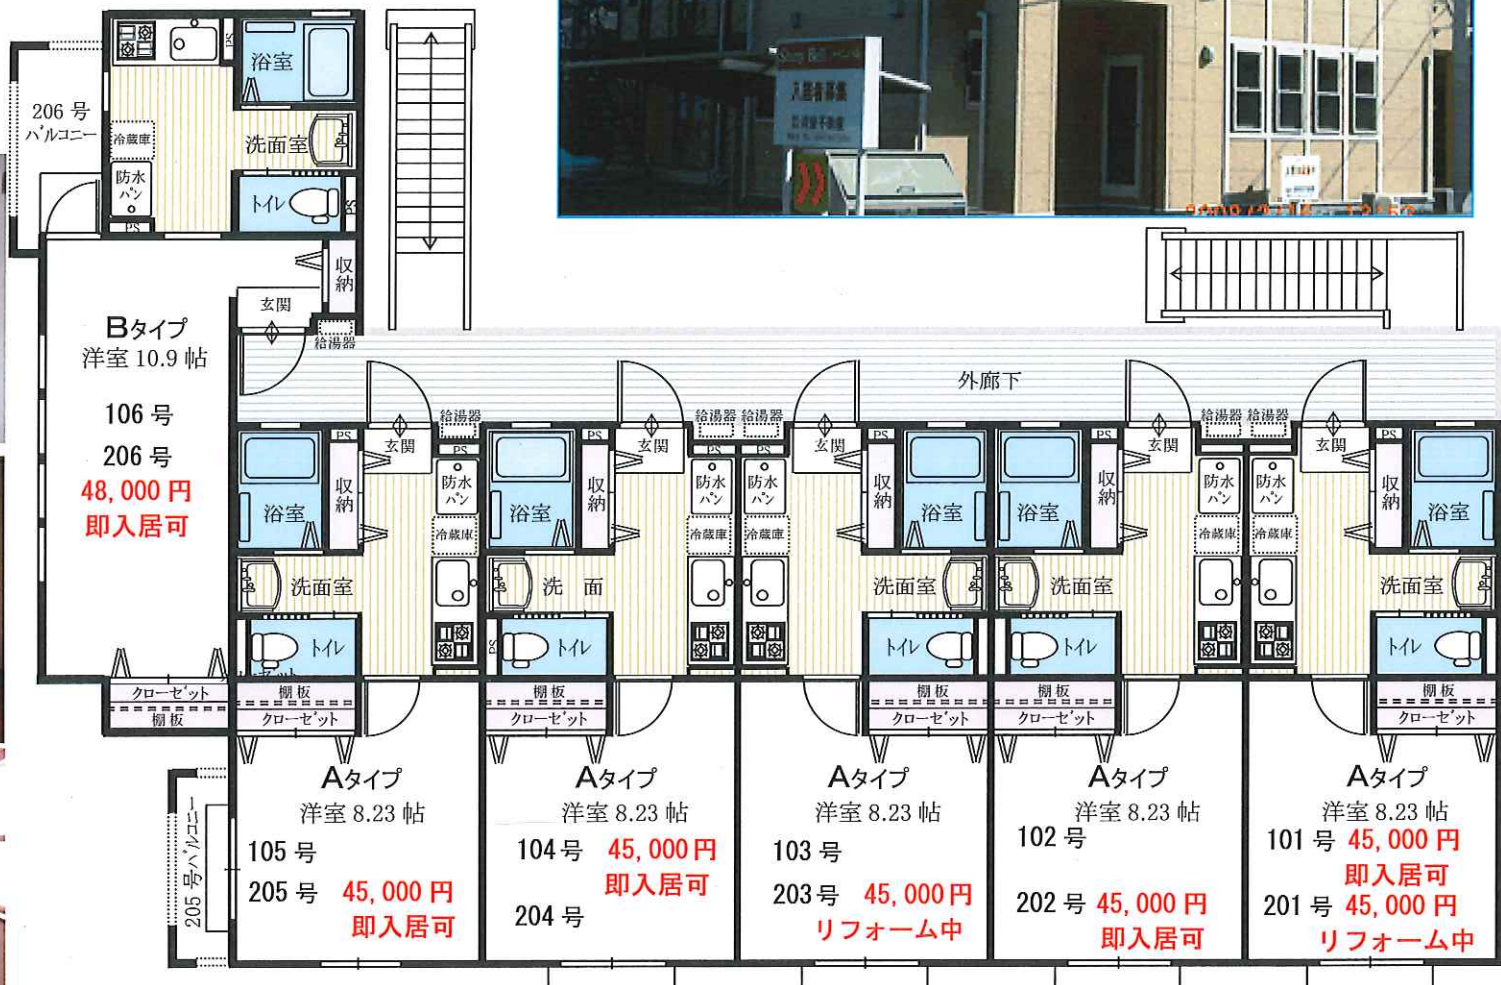 入居者募集
浴室
PS
206 号
バルコニー
冷蔵庫
洗面室
防水
パン
トイレ
PS
PS
収納
玄関
給湯器
Bタイプ
洋室 10.9 帖
106 号
206 号
48,000 円
即入居可
クローゼット
棚 板
外廊下
浴室
PS
収納
玄関
給湯器
PS
防水
パン
冷蔵庫
洗面室
トイレ
棚 板
クローゼット
Aタイプ
洋室 8.23 帖
105 号
205 号 45,000 円
即入居可
205 号バルコニー
浴室
PS
収納
玄関
給湯器
PS
防水
パン
冷蔵庫
洗 面
PS
トイレ
棚 板
クローゼット
Aタイプ
洋室 8.23 帖
104 号 45,000 円
即入居可
204 号
給湯器
PS
防水
パン
冷蔵庫
玄関
PS
収納
浴室
洗面室
トイレ
棚 板
クローゼット
Aタイプ
洋室 8.23 帖
103 号
203 号 45,000 円
リフォーム中
浴室
PS
収納
玄関
給湯器
防水
パン
冷蔵庫
洗面室
トイレ
棚 板
クローゼット
Aタイプ
洋室 8.23 帖
102 号
202 号 45,000 円
即入居可
給湯器
防水
パン
冷蔵庫
玄関
PS
収納
浴室
洗面室
トイレ
棚 板
クローゼット
Aタイプ
洋室 8.23 帖
101 号 45,000 円
即入居可
201 号 45,000 円
リフォーム中